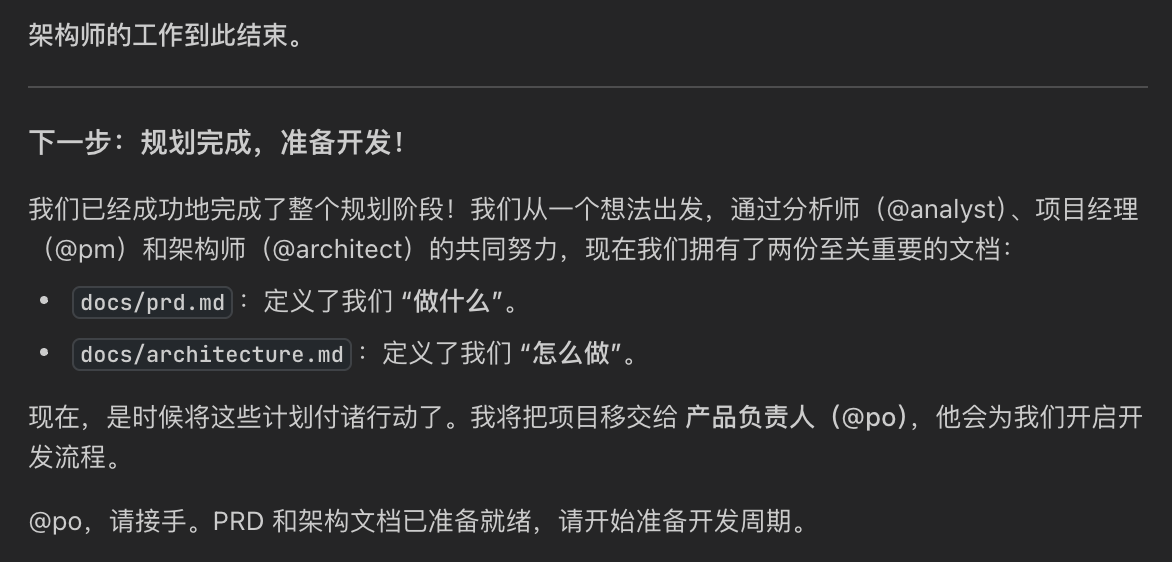 架构师的工作到此结束。
下一步：规划完成，准备开发！
我们已经成功地完成了整个规划阶段！我们从一个想法出发，通过分析师（@analyst）、项目经理
（@pm）和架构师（@architect）的共同努力，现在我们拥有了两份至关重要的文档：
• docs/prd.md： 定义了我们 “做什么”。
• docs/architecture.md： 定义了我们 “怎么做”。
现在，是时候将这些计划付诸行动了。我将把项目移交给 产品负责人（@po），他会为我们开启开
发流程。
@po，请接手。PRD 和架构文档已准备就绪，请开始准备开发周期。